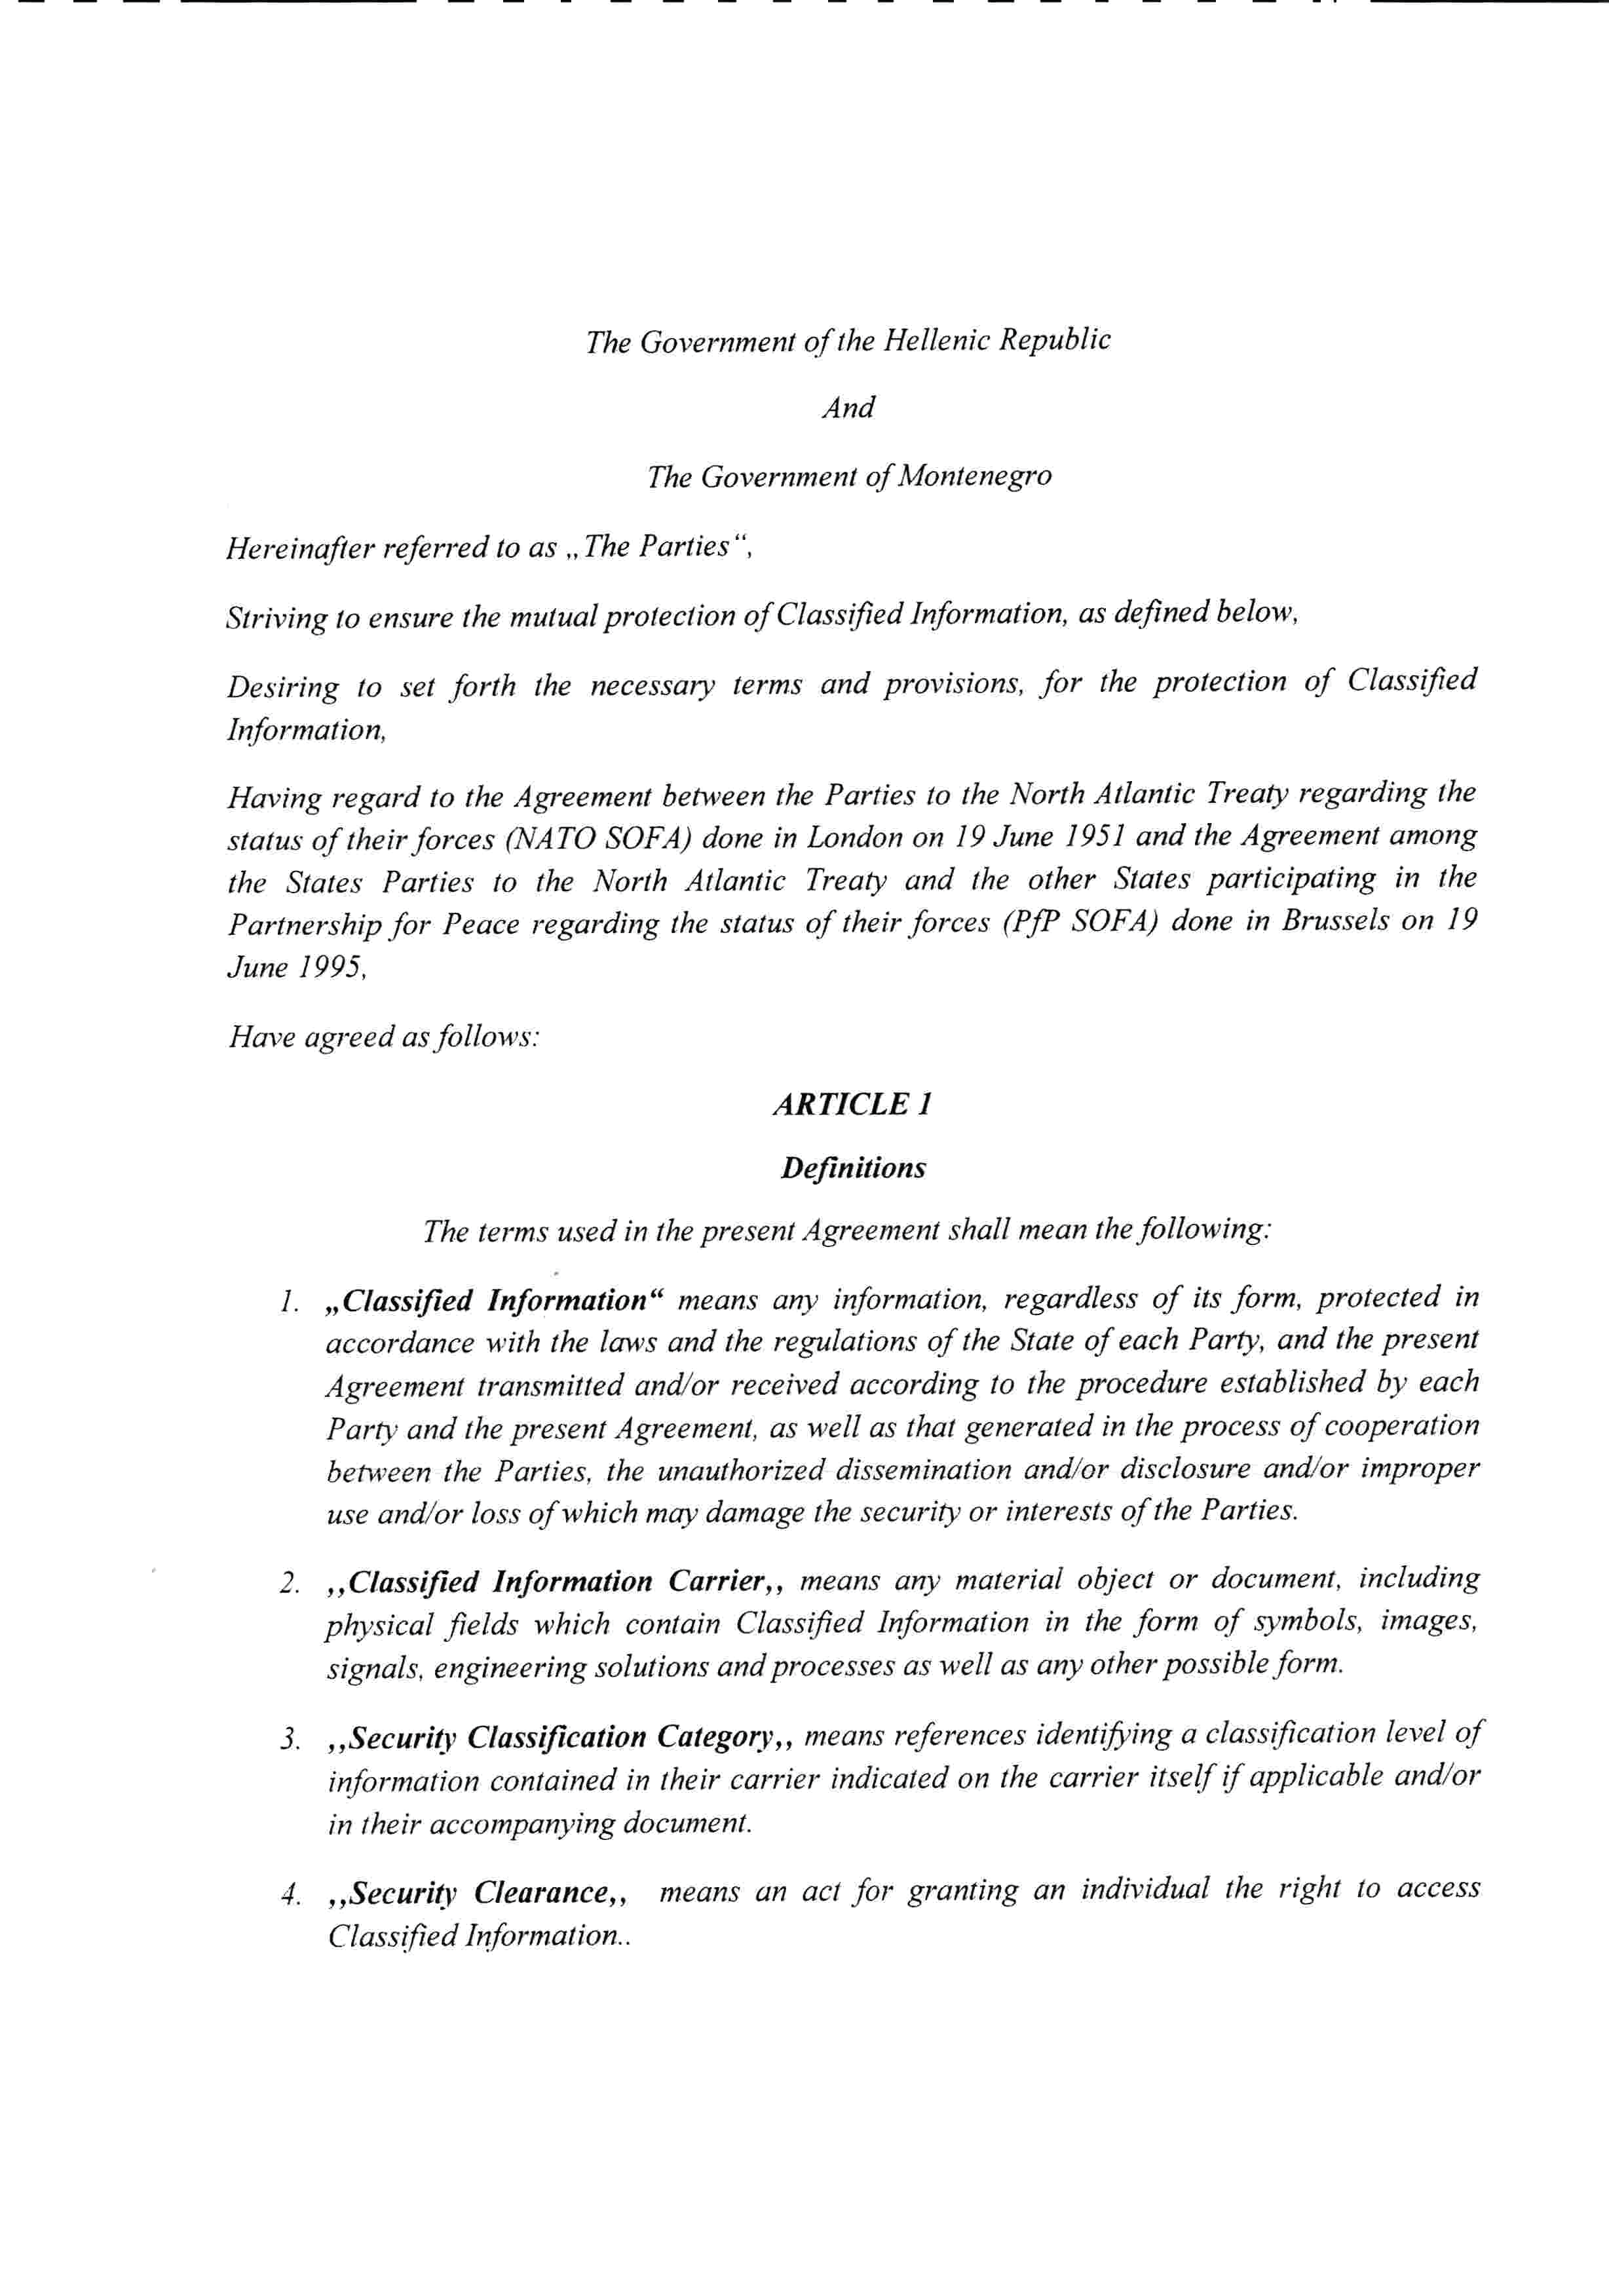 The Government of the Hellenic Republic
And
The Government of Montenegro
Hereinafter referred to as „The Parties“,
Striving to ensure the mutual protection of Classified Information, as defined below,
Desiring to set forth the necessary terms and provisions, for the protection of Classified
Information,
Having regard to the Agreement between the Parties to the North Atlantic Treaty regarding the
status of their forces (NATO SOFA) done in London on 19 June 1951 and the Agreement among
the States Parties to the North Atlantic Treaty and the other States participating in the
Partnership for Peace regarding the status of their forces (PfP SOFA) done in Brussels on 19
June 1995,
Have agreed as follows:
ARTICLE 1
Definitions
The terms used in the present Agreement shall mean the following:
1. „Classified Information“ means any information, regardless of its form, protected in
accordance with the laws and the regulations of the State of each Party, and the present
Agreement transmitted and/or received according to the procedure established by each
Party and the present Agreement, as well as that generated in the process of cooperation
between the Parties, the unauthorized dissemination and/or disclosure and/or improper
use and/or loss of which may damage the security or interests of the Parties.
2. ,,Classified Information Carrier,, means any material object or document, including
physical fields which contain Classified Information in the form of symbols, images,
signals, engineering solutions and processes as well as any other possible form.
3. ,,Security Classification Category,, means references identifying a classification level of
information contained in their carrier indicated on the carrier itself if applicable and/or
in their accompanying document.
4. ,,Security Clearance,, means an act for granting an individual the right to access
Classified Information..